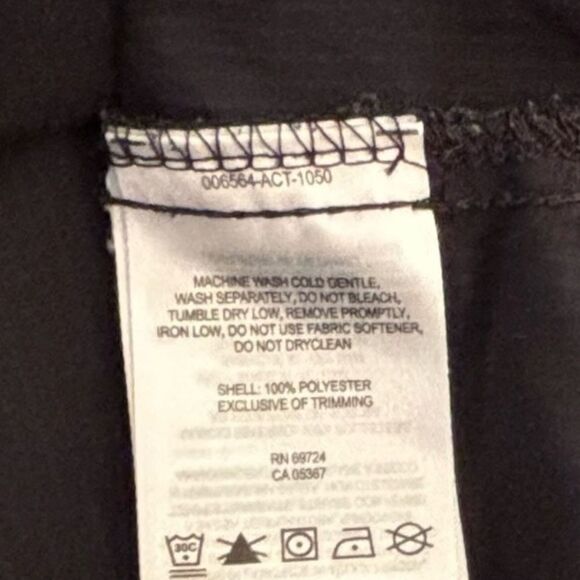 006564-ACT-1050
MACHINE WASH COLD GENTLE,
WASH SEPARATELY, DO NOT BLEACH,
TUMBLE DRY LOW, REMOVE PROMPTLY,
IRON LOW, DO NOT USE FABRIC SOFTENER,
DO NOT DRYCLEAN
SHELL: 100% POLYESTER
EXCLUSIVE OF TRIMMING
RN 69724
CA 05367
30C